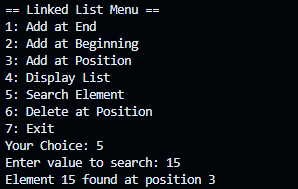 == Linked List Menu ==
1: Add at End
2: Add at Beginning
3: Add at Position
4: Display List
5: Search Element
6: Delete at Position
7: Exit
Your Choice: 5
Enter value to search: 15
Element 15 found at position 3